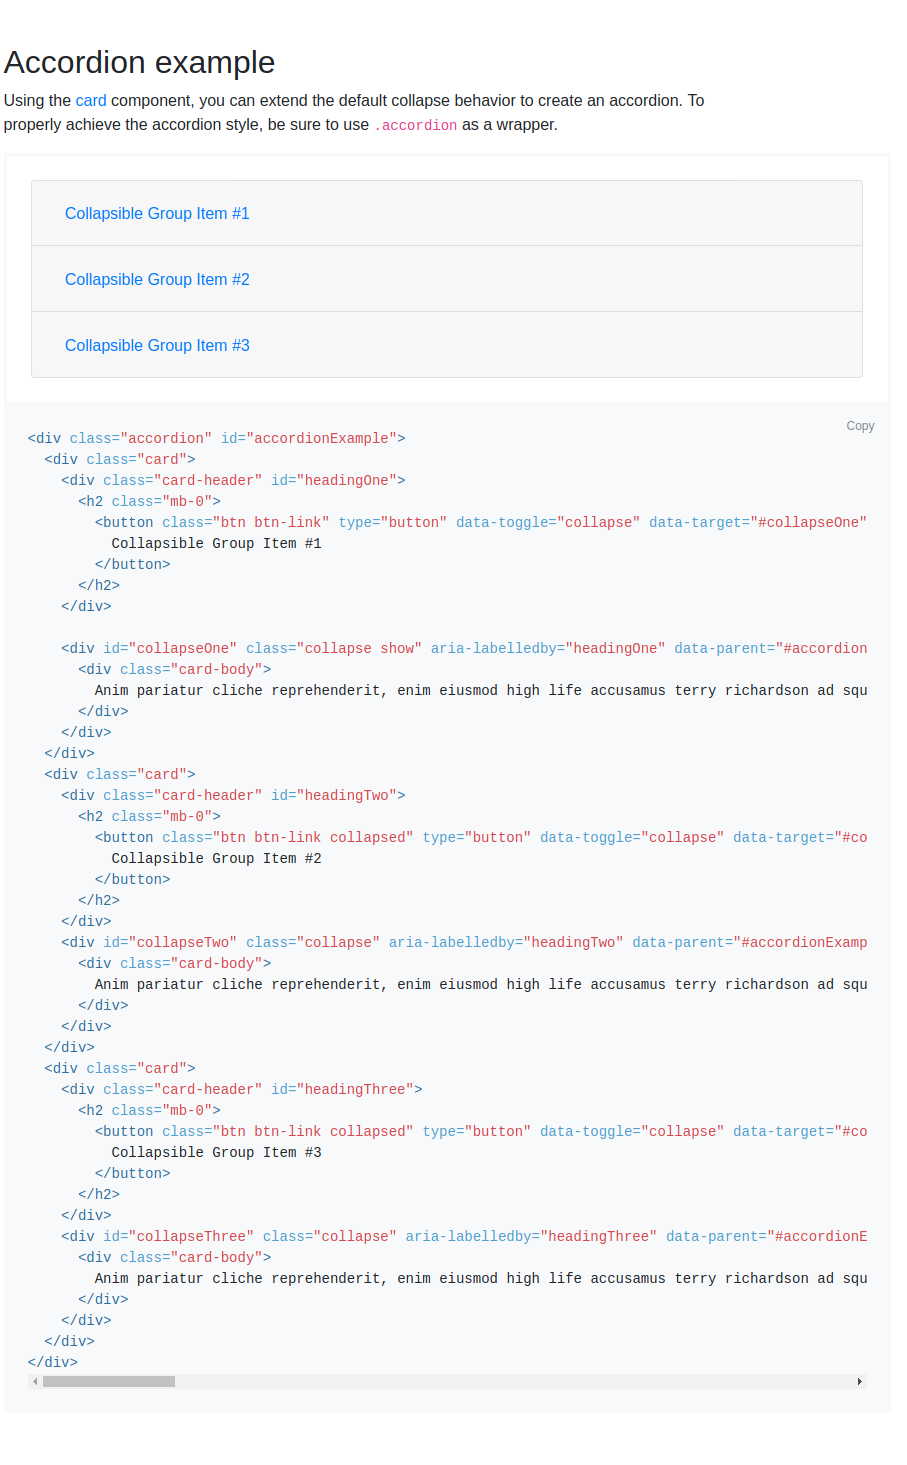 Accordion example
Using the card component, you can extend the default collapse behavior to create an accordion. To
properly achieve the accordion style, be sure to use .accordion as a wrapper.
Collapsible Group Item #1
Collapsible Group Item #2
Collapsible Group Item #3
Copy
<div class="accordion" id="accordionExample">
  <div class="card">
    <div class="card-header" id="headingOne">
      <h2 class="mb-0">
        <button class="btn btn-link" type="button" data-toggle="collapse" data-target="#collapseOne"
          Collapsible Group Item #1
        </button>
      </h2>
    </div>

    <div id="collapseOne" class="collapse show" aria-labelledby="headingOne" data-parent="#accordion
      <div class="card-body">
        Anim pariatur cliche reprehenderit, enim eiusmod high life accusamus terry richardson ad squ
      </div>
    </div>
  </div>
  <div class="card">
    <div class="card-header" id="headingTwo">
      <h2 class="mb-0">
        <button class="btn btn-link collapsed" type="button" data-toggle="collapse" data-target="#co
          Collapsible Group Item #2
        </button>
      </h2>
    </div>
    <div id="collapseTwo" class="collapse" aria-labelledby="headingTwo" data-parent="#accordionExamp
      <div class="card-body">
        Anim pariatur cliche reprehenderit, enim eiusmod high life accusamus terry richardson ad squ
      </div>
    </div>
  </div>
  <div class="card">
    <div class="card-header" id="headingThree">
      <h2 class="mb-0">
        <button class="btn btn-link collapsed" type="button" data-toggle="collapse" data-target="#co
          Collapsible Group Item #3
        </button>
      </h2>
    </div>
    <div id="collapseThree" class="collapse" aria-labelledby="headingThree" data-parent="#accordionE
      <div class="card-body">
        Anim pariatur cliche reprehenderit, enim eiusmod high life accusamus terry richardson ad squ
      </div>
    </div>
  </div>
</div>